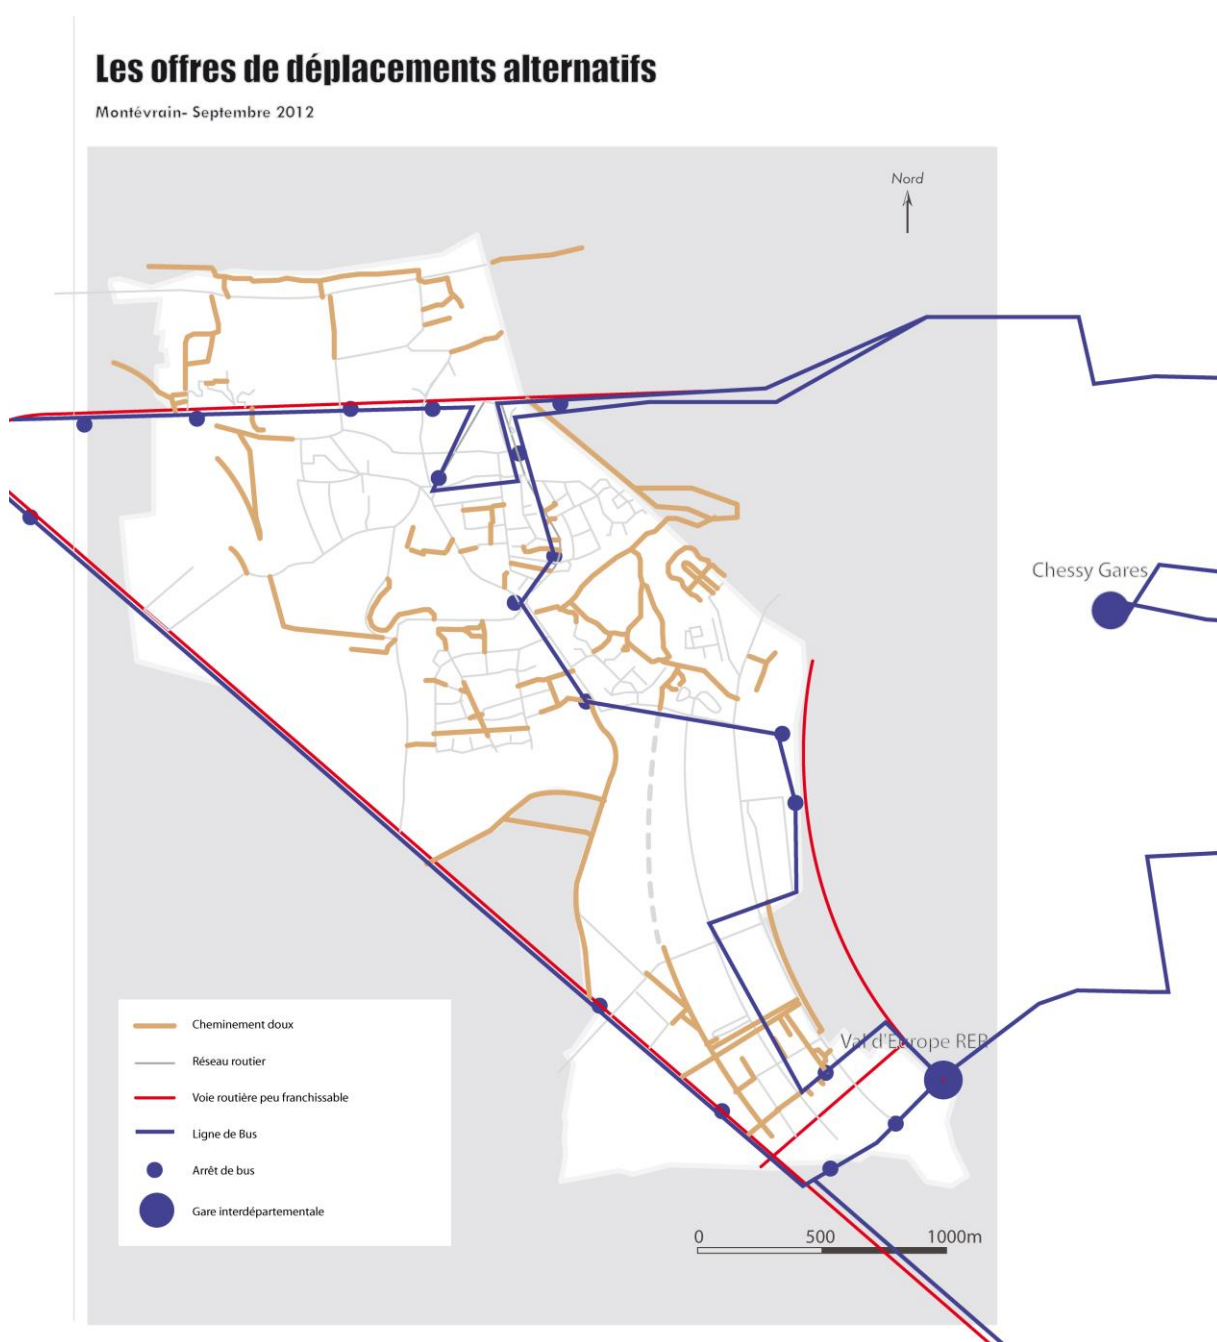 Les offres de déplacements alternatifs
Montévrain- Septembre 2012
Nord
Chessy Gares
Val d'Europe RER
Cheminement doux
Réseau routier
Voie routière peu franchissable
Ligne de Bus
Arrêt de bus
Gare interdépartementale
0 500 1000m